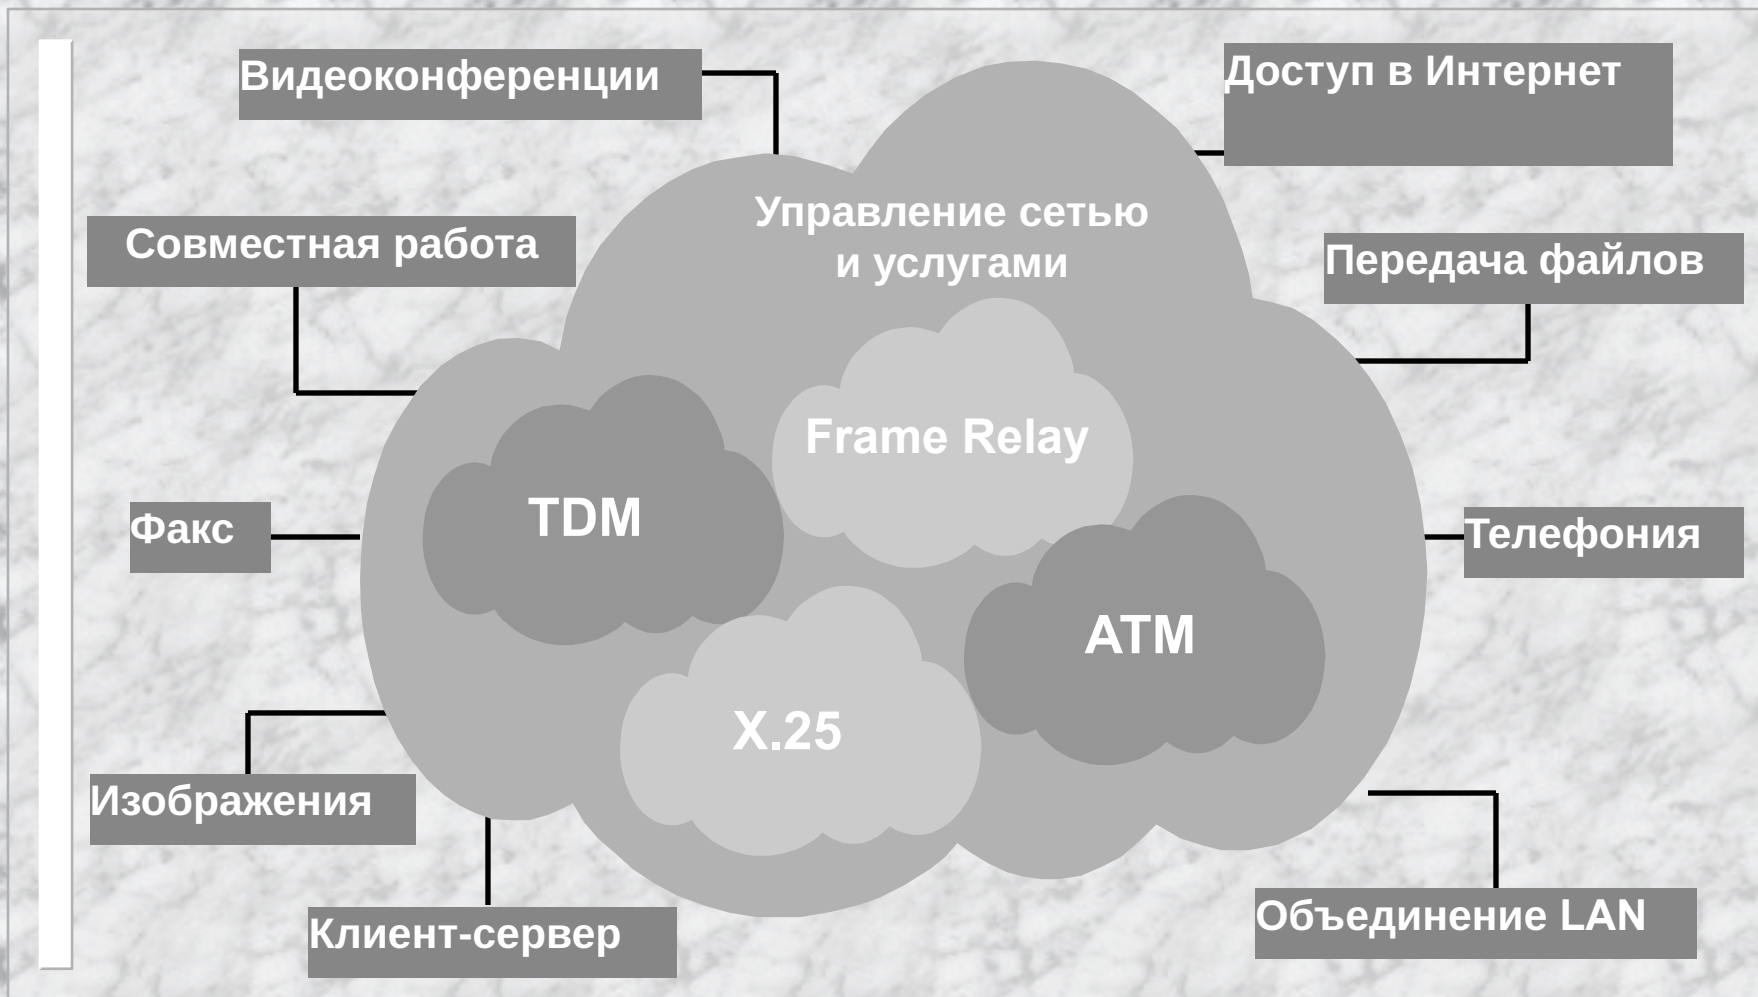 Видеоконференции
Доступ в Интернет
Управление сетью
и услугами
Совместная работа
Передача файлов
Frame Relay
TDM
Факс
Телефония
ATM
X.25
Изображения
Клиент-сервер
Объединение LAN